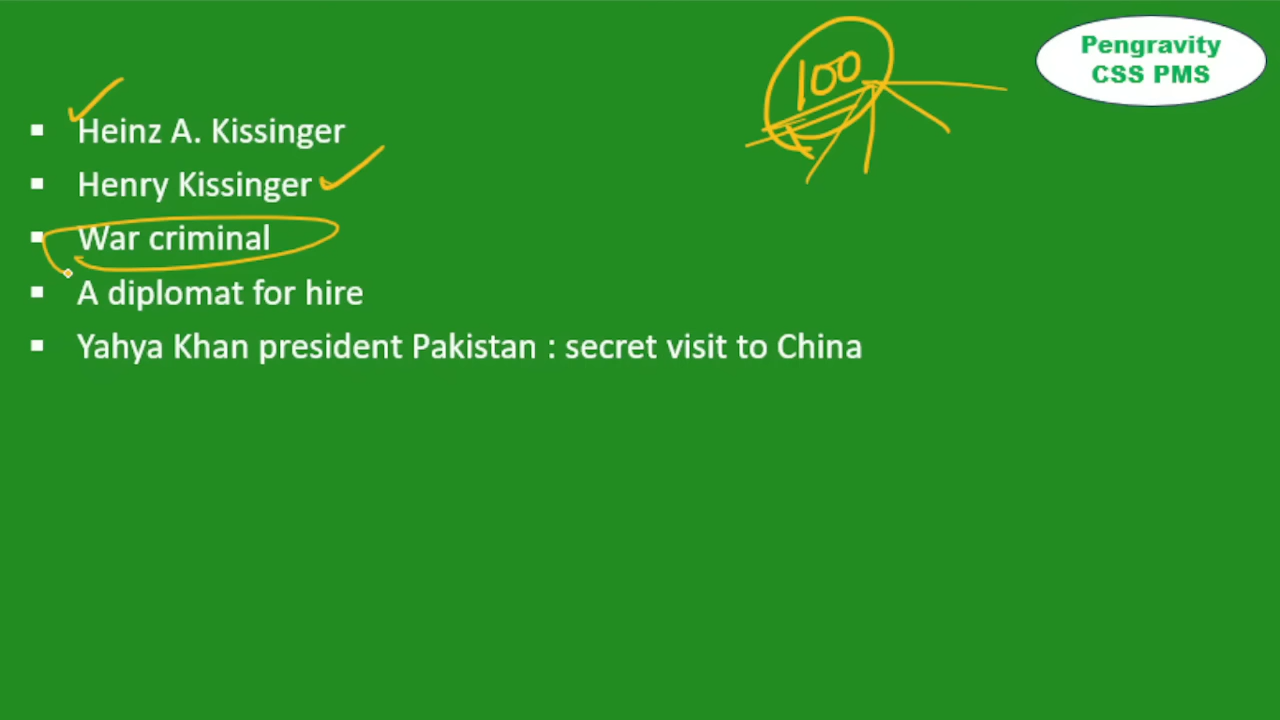 100
Pengravity
CSS PMS
Heinz A. Kissinger
Henry Kissinger
War criminal
A diplomat for hire
Yahya Khan president Pakistan : secret visit to China